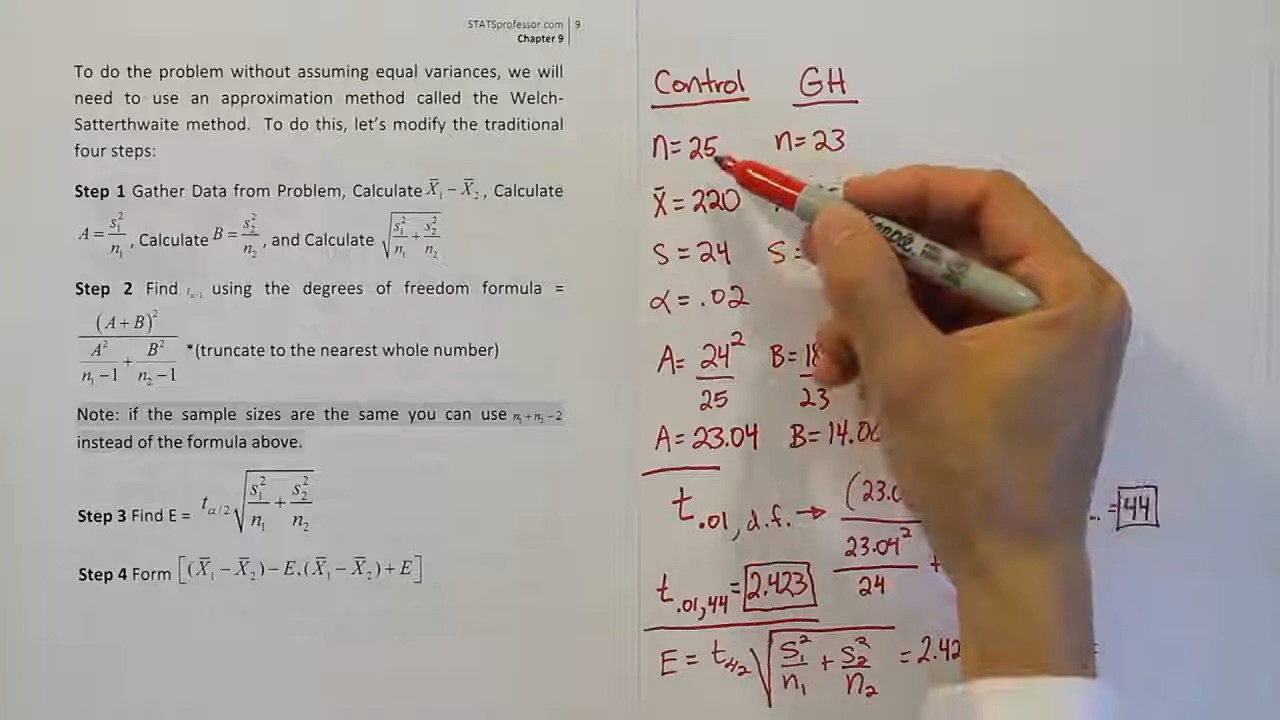 STATSprofessor.com | 9
Chapter 9
To do the problem without assuming equal variances, we will
need to use an approximation method called the Welch-
Satterthwaite method. To do this, let's modify the traditional
four steps:
Step 1 Gather Data from Problem, Calculate X̄₁ − X̄₂, Calculate
A = s₁²/n₁, Calculate B = s₂²/n₂, and Calculate √(s₁²/n₁ + s₂²/n₂)
Step 2 Find using the degrees of freedom formula =
(A+B)² / (A²/(n₁−1) + B²/(n₂−1)) *(truncate to the nearest whole number)
Note: if the sample sizes are the same you can use n₁+n₂−2
instead of the formula above.
Step 3 Find E = t_α/2 √(s₁²/n₁ + s₂²/n₂)
Step 4 Form [(X̄₁ − X̄₂) − E, (X̄₁ − X̄₂) + E]
Control GH
n = 25 n = 23
X̄ = 220
S = 24 S =
α = .02
A = 24²/25 B = 18/23
A = 23.04 B = 14.0
t.01, d.f. → (23.0 / 23.04²/24 + ... = 44
t.01,44 = 2.423
E = t_α/2 √(S₁²/n₁ + S₂²/n₂) = 2.42 =